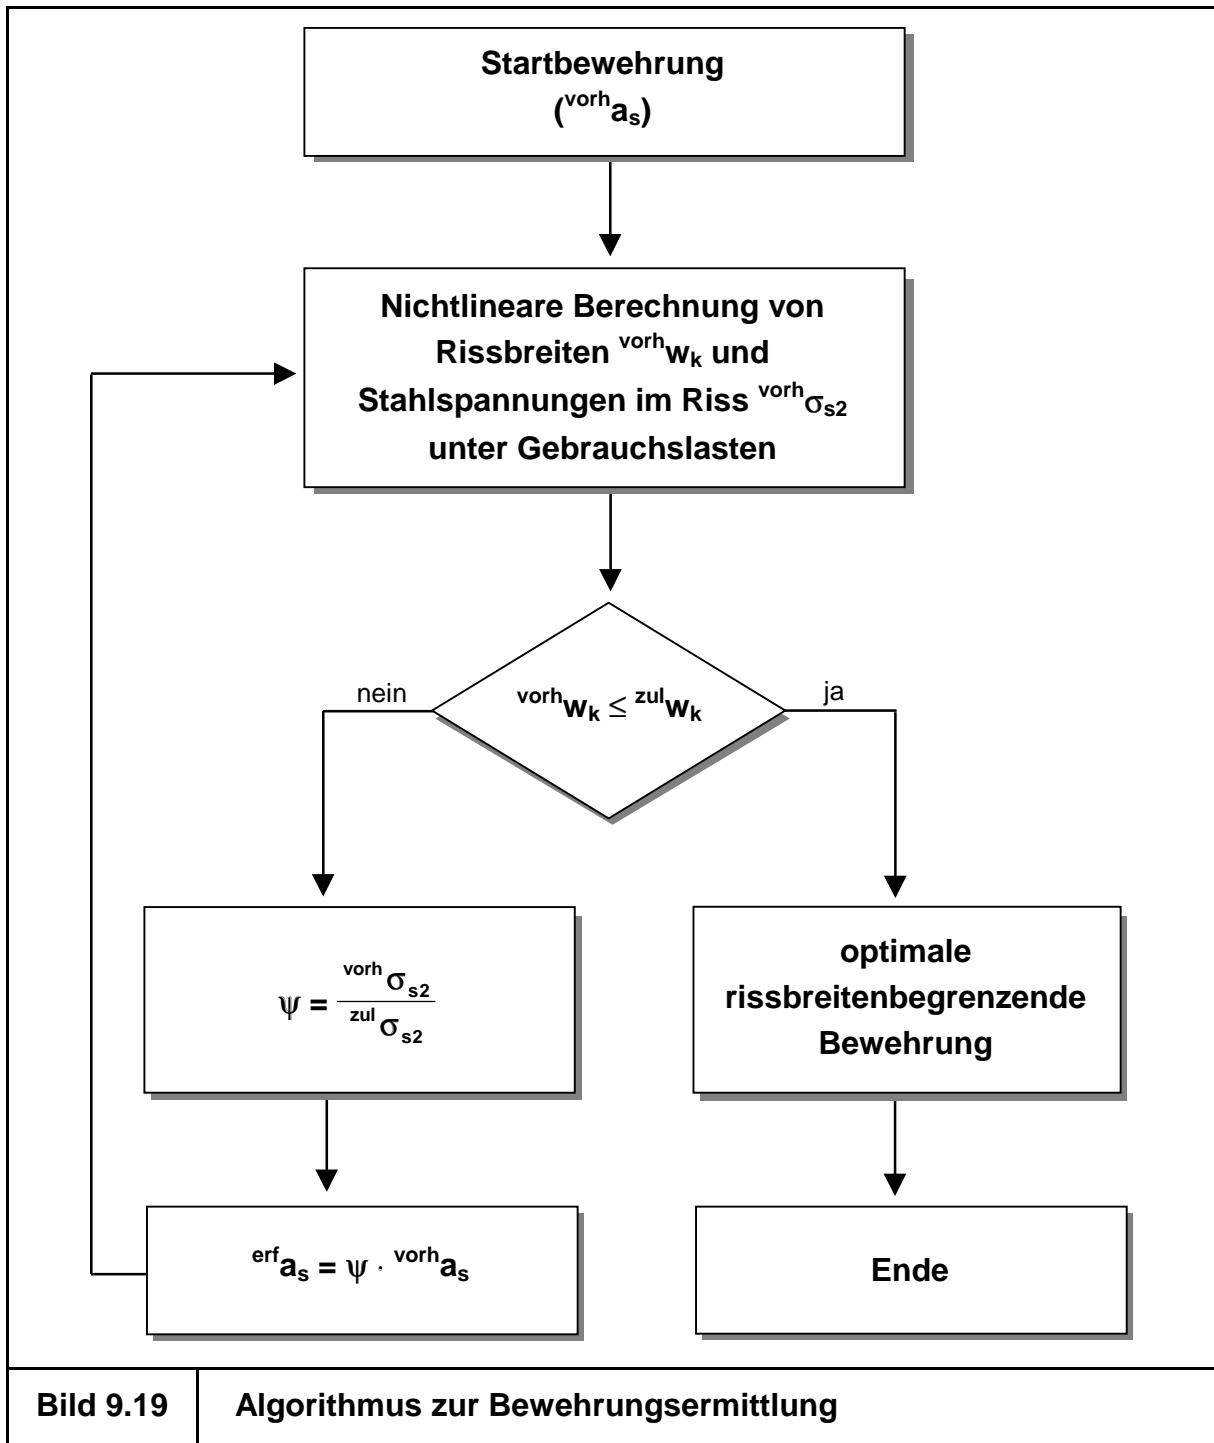 Startbewehrung
(ᵛᵒʳʰaₛ)
Nichtlineare Berechnung von
Rissbreiten ᵛᵒʳʰwₖ und
Stahlspannungen im Riss ᵛᵒʳʰσₛ₂
unter Gebrauchslasten
nein
ᵛᵒʳʰwₖ ≤ ᶻᵘˡwₖ
ja
ψ = ᵛᵒʳʰσₛ₂ / ᶻᵘˡσₛ₂
optimale
rissbreitenbegrenzende
Bewehrung
ᵉʳᶠaₛ = ψ · ᵛᵒʳʰaₛ
Ende
Bild 9.19
Algorithmus zur Bewehrungsermittlung